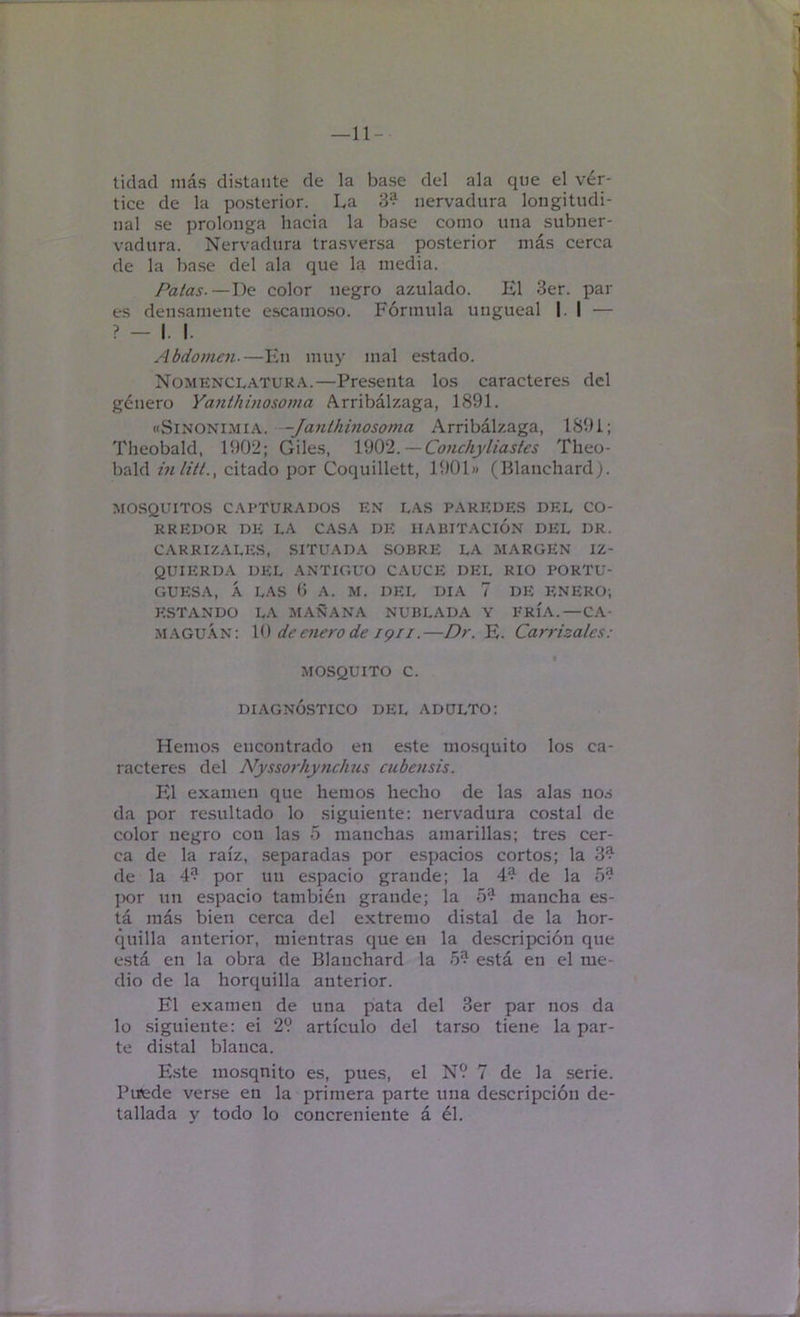 —11-
tidad más distante de la base del ala que el vér-
tice de la posterior. La 3ª nervadura longitudi-
nal se prolonga hacia la base como una subner-
vadura. Nervadura trasversa posterior más cerca
de la base del ala que la media.
Patas.—De color negro azulado. El 3er. par
es densamente escamoso. Fórmula ungueal |. | —
? — |. |.
Abdomen.—En muy mal estado.
NOMENCLATURA.—Presenta los caracteres del
género Yanthinosoma Arribálzaga, 1891.
«SINONIMIA. -Janthinosoma Arribálzaga, 1891;
Theobald, 1902; Giles, 1902.—Conchyliastes Theo-
bald in litt., citado por Coquillett, 1901» (Blanchard).
MOSQUITOS CAPTURADOS EN LAS PAREDES DEL CO-
RREDOR DE LA CASA DE HABITACIÓN DEL DR.
CARRIZALES, SITUADA SOBRE LA MARGEN IZ-
QUIERDA DEL ANTIGUO CAUCE DEL RIO PORTU-
GUESA, Á LAS 6 A. M. DEL DIA 7 DE ENERO;
ESTANDO LA MAÑANA NUBLADA Y FRÍA.—CA-
MAGUÁN: 10 de enero de 1911.—Dr. E. Carrizales:
MOSQUITO C.
DIAGNÓSTICO DEL ADULTO:
Hemos encontrado en este mosquito los ca-
racteres del Nyssorhynchus cubensis.
El examen que hemos hecho de las alas nos
da por resultado lo siguiente: nervadura costal de
color negro con las 5 manchas amarillas; tres cer-
ca de la raíz, separadas por espacios cortos; la 3ª
de la 4ª por un espacio grande; la 4ª de la 5ª
por un espacio también grande; la 5ª mancha es-
tá más bien cerca del extremo distal de la hor-
quilla anterior, mientras que en la descripción que
está en la obra de Blanchard la 5ª está en el me-
dio de la horquilla anterior.
El examen de una pata del 3er par nos da
lo siguiente: ei 2º artículo del tarso tiene la par-
te distal blanca.
Este mosqnito es, pues, el Nº 7 de la serie.
Puede verse en la primera parte una descripción de-
tallada y todo lo concreniente á él.